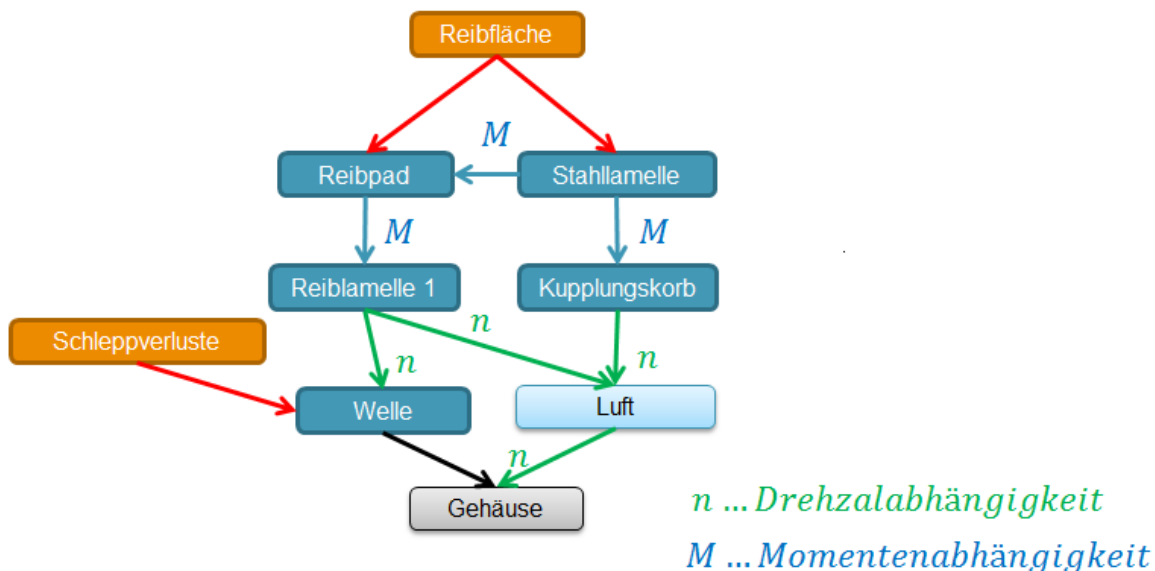 Reibfläche
M
Reibpad
Stahllamelle
M
M
Reiblamelle 1
Kupplungskorb
n
Schleppverluste
n
n
Welle
Luft
n
Gehäuse
n ... Drehzalabhängigkeit
M ... Momentenabhängigkeit